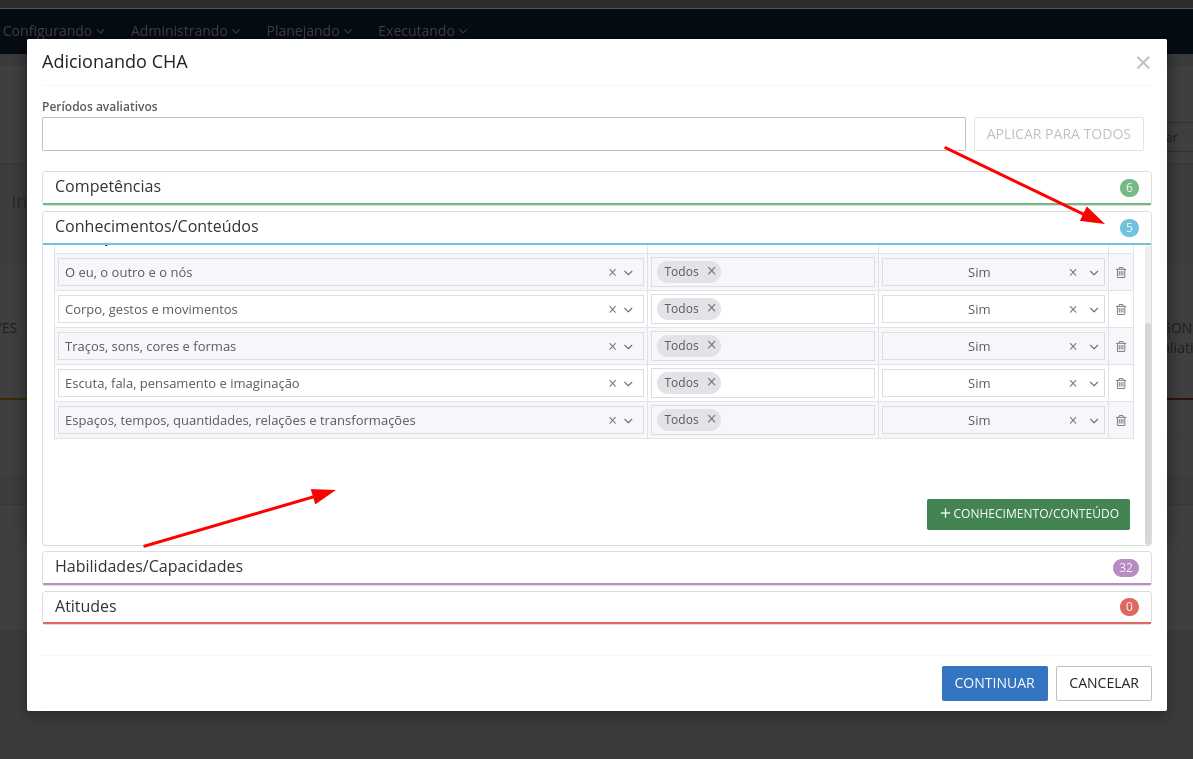 Configurando Administrando Planejando Executando
Adicionando CHA
Períodos avaliativos
APLICAR PARA TODOS
Competências 6
Conhecimentos/Conteúdos 5
O eu, o outro e o nós Todos Sim
Corpo, gestos e movimentos Todos Sim
Traços, sons, cores e formas Todos Sim
Escuta, fala, pensamento e imaginação Todos Sim
Espaços, tempos, quantidades, relações e transformações Todos Sim
+ CONHECIMENTO/CONTEÚDO
Habilidades/Capacidades 32
Atitudes 0
CONTINUAR CANCELAR